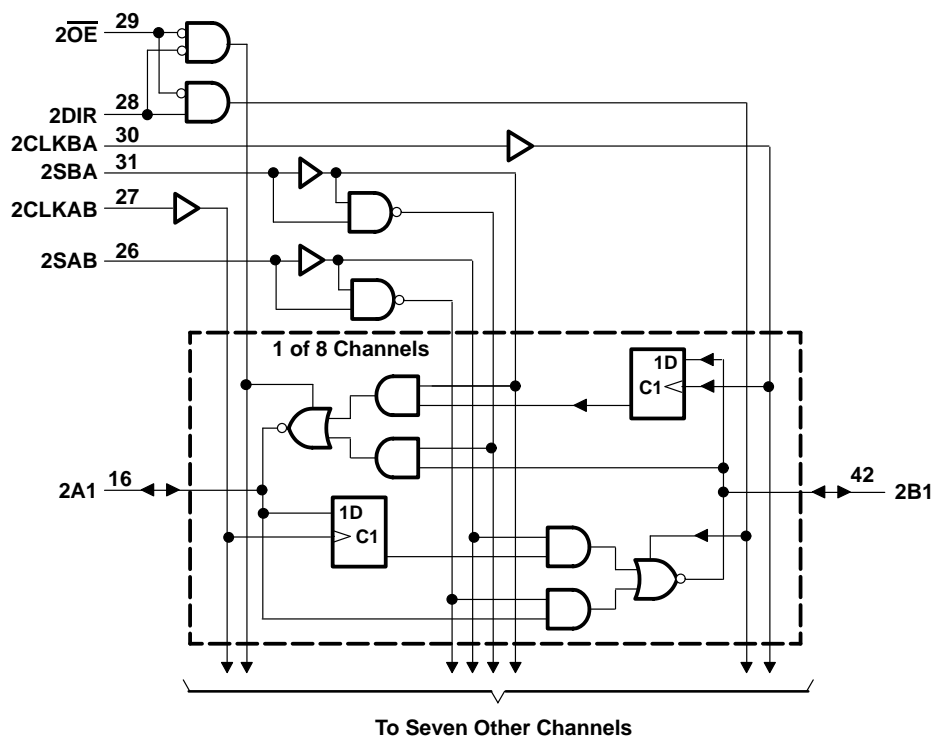 2O̅E̅ 29
2DIR 28
2CLKBA 30
2SBA 31
2CLKAB 27
2SAB 26
1 of 8 Channels
1D
C1
2A1 16
42 2B1
1D
C1
To Seven Other Channels